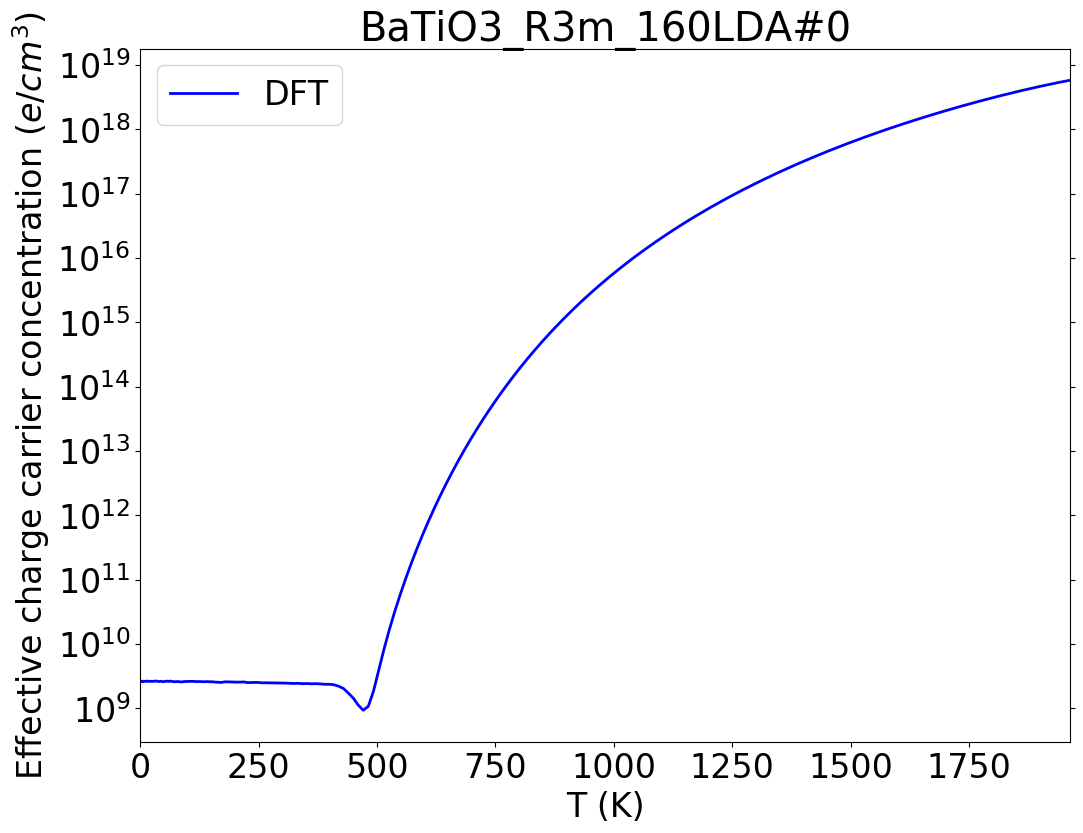 BaTiO3_R3m_160LDA#0
Effective charge carrier concentration (e/cm³)
10¹⁹
10¹⁸
10¹⁷
10¹⁶
10¹⁵
10¹⁴
10¹³
10¹²
10¹¹
10¹⁰
10⁹
DFT
0 250 500 750 1000 1250 1500 1750
T (K)